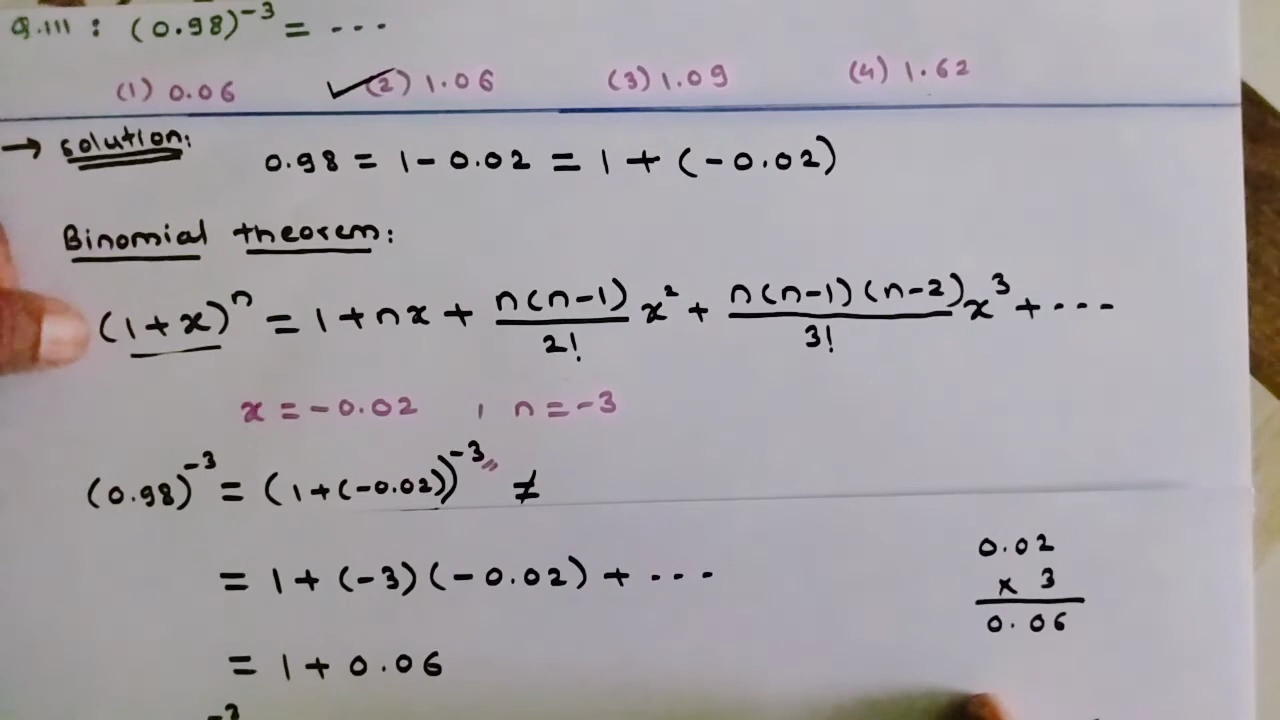 Q.111 : (0.98)⁻³ = ...
(1) 0.06 (2) 1.06 (3) 1.09 (4) 1.62
→ solution:
0.98 = 1 - 0.02 = 1 + (-0.02)
Binomial theorem:
(1+x)ⁿ = 1 + nx + n(n-1)/2! x² + n(n-1)(n-2)/3! x³ + ...
x = -0.02 , n = -3
(0.98)⁻³ = (1+(-0.02))⁻³ ≠
= 1 + (-3)(-0.02) + ...
0.02
x 3
0.06
= 1 + 0.06